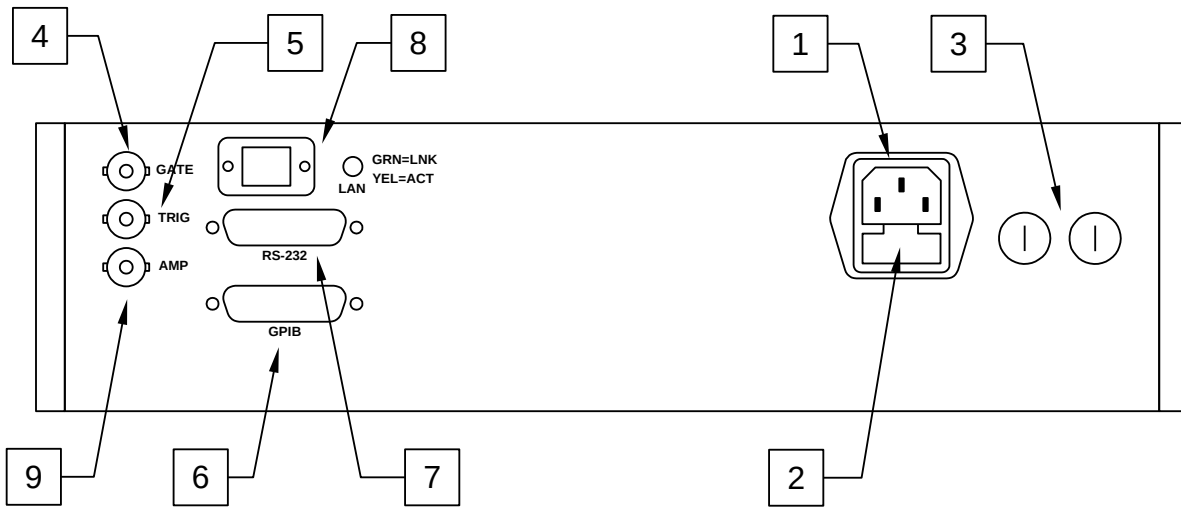 4
5
8
1
3
GATE
GRN=LNK
YEL=ACT
LAN
TRIG
RS-232
AMP
GPIB
9
6
7
2